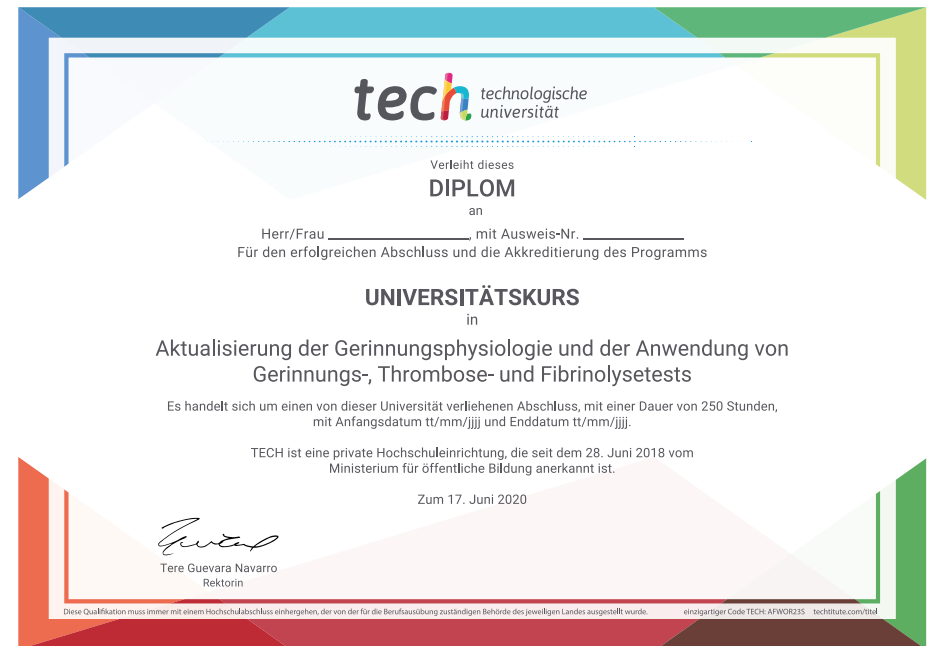 tech technologische
universität
Verleiht dieses
DIPLOM
an
Herr/Frau ____________________, mit Ausweis-Nr. ______________
Für den erfolgreichen Abschluss und die Akkreditierung des Programms
UNIVERSITÄTSKURS
in
Aktualisierung der Gerinnungsphysiologie und der Anwendung von
Gerinnungs-, Thrombose- und Fibrinolysetests
Es handelt sich um einen von dieser Universität verliehenen Abschluss, mit einer Dauer von 250 Stunden,
mit Anfangsdatum tt/mm/jjjj und Enddatum tt/mm/jjjj.
TECH ist eine private Hochschuleinrichtung, die seit dem 28. Juni 2018 vom
Ministerium für öffentliche Bildung anerkannt ist.
Zum 17. Juni 2020
Tere Guevara Navarro
Rektorin
Diese Qualifikation muss immer mit einem Hochschulabschluss einhergehen, der von der für die Berufsausübung zuständigen Behörde des jeweiligen Landes ausgestellt wurde. einzigartiger Code TECH: AFWOR23S techtitute.com/titel